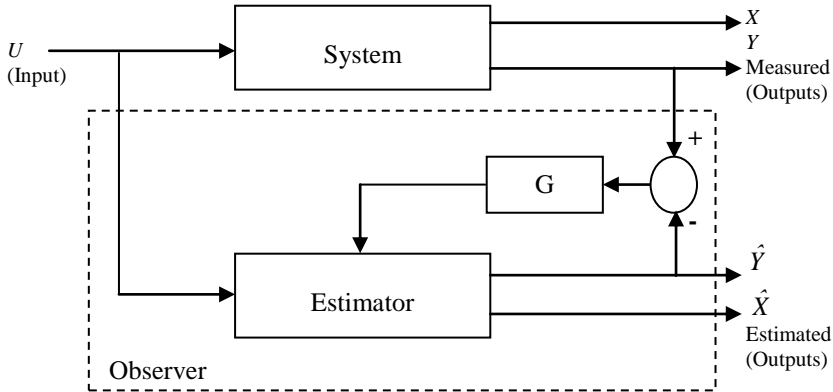 X
U
(Input)
System
Y
Measured
(Outputs)
+
G
-
Ŷ
Estimator
X̂
Estimated
(Outputs)
Observer